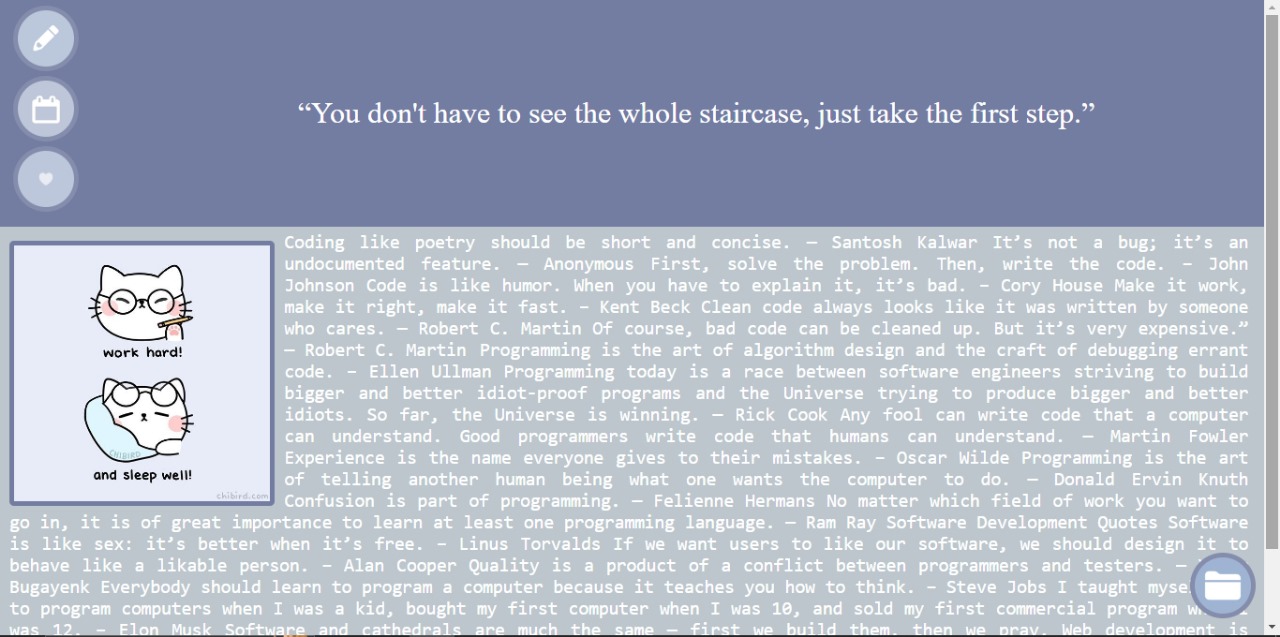 “You don't have to see the whole staircase, just take the first step.”
work hard!
CHIBIRD
and sleep well!
chibird.com
Coding like poetry should be short and concise. — Santosh Kalwar It’s not a bug; it’s an
undocumented feature. — Anonymous First, solve the problem. Then, write the code. – John
Johnson Code is like humor. When you have to explain it, it’s bad. – Cory House Make it work,
make it right, make it fast. – Kent Beck Clean code always looks like it was written by someone
who cares. — Robert C. Martin Of course, bad code can be cleaned up. But it’s very expensive.”
— Robert C. Martin Programming is the art of algorithm design and the craft of debugging errant
code. – Ellen Ullman Programming today is a race between software engineers striving to build
bigger and better idiot-proof programs and the Universe trying to produce bigger and better
idiots. So far, the Universe is winning. — Rick Cook Any fool can write code that a computer
can understand. Good programmers write code that humans can understand. — Martin Fowler
Experience is the name everyone gives to their mistakes. – Oscar Wilde Programming is the art
of telling another human being what one wants the computer to do. — Donald Ervin Knuth
Confusion is part of programming. ― Felienne Hermans No matter which field of work you want to
go in, it is of great importance to learn at least one programming language. ― Ram Ray Software Development Quotes Software
is like sex: it’s better when it’s free. – Linus Torvalds If we want users to like our software, we should design it to
behave like a likable person. – Alan Cooper Quality is a product of a conflict between programmers and testers. ―
Bugayenk Everybody should learn to program a computer because it teaches you how to think. – Steve Jobs I taught
to program computers when I was a kid, bought my first computer when I was 10, and sold my first commercial program
was 12. – Elon Musk Software and cathedrals are much the same — first we build them, then we pray. Web development is